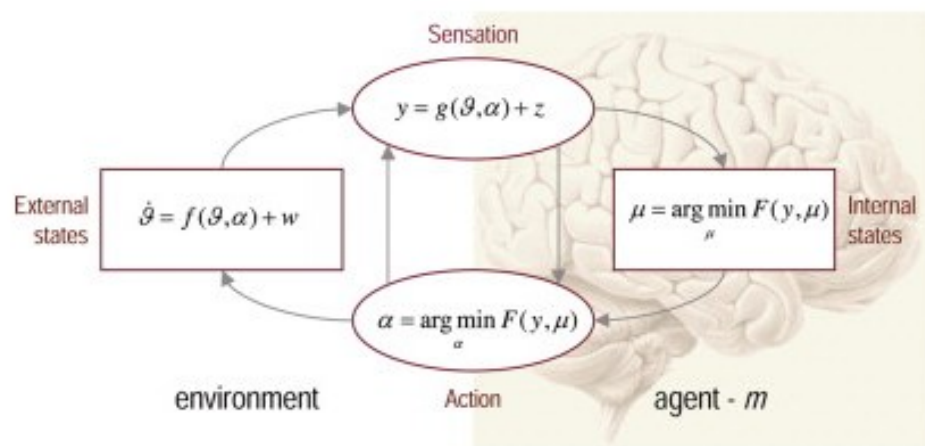 Sensation
y = g(ϑ,α) + z
External
states
ϑ̇ = f(ϑ,α) + w
μ = arg min F(y,μ)
μ
Internal
states
α = arg min F(y,μ)
α
environment
Action
agent - m